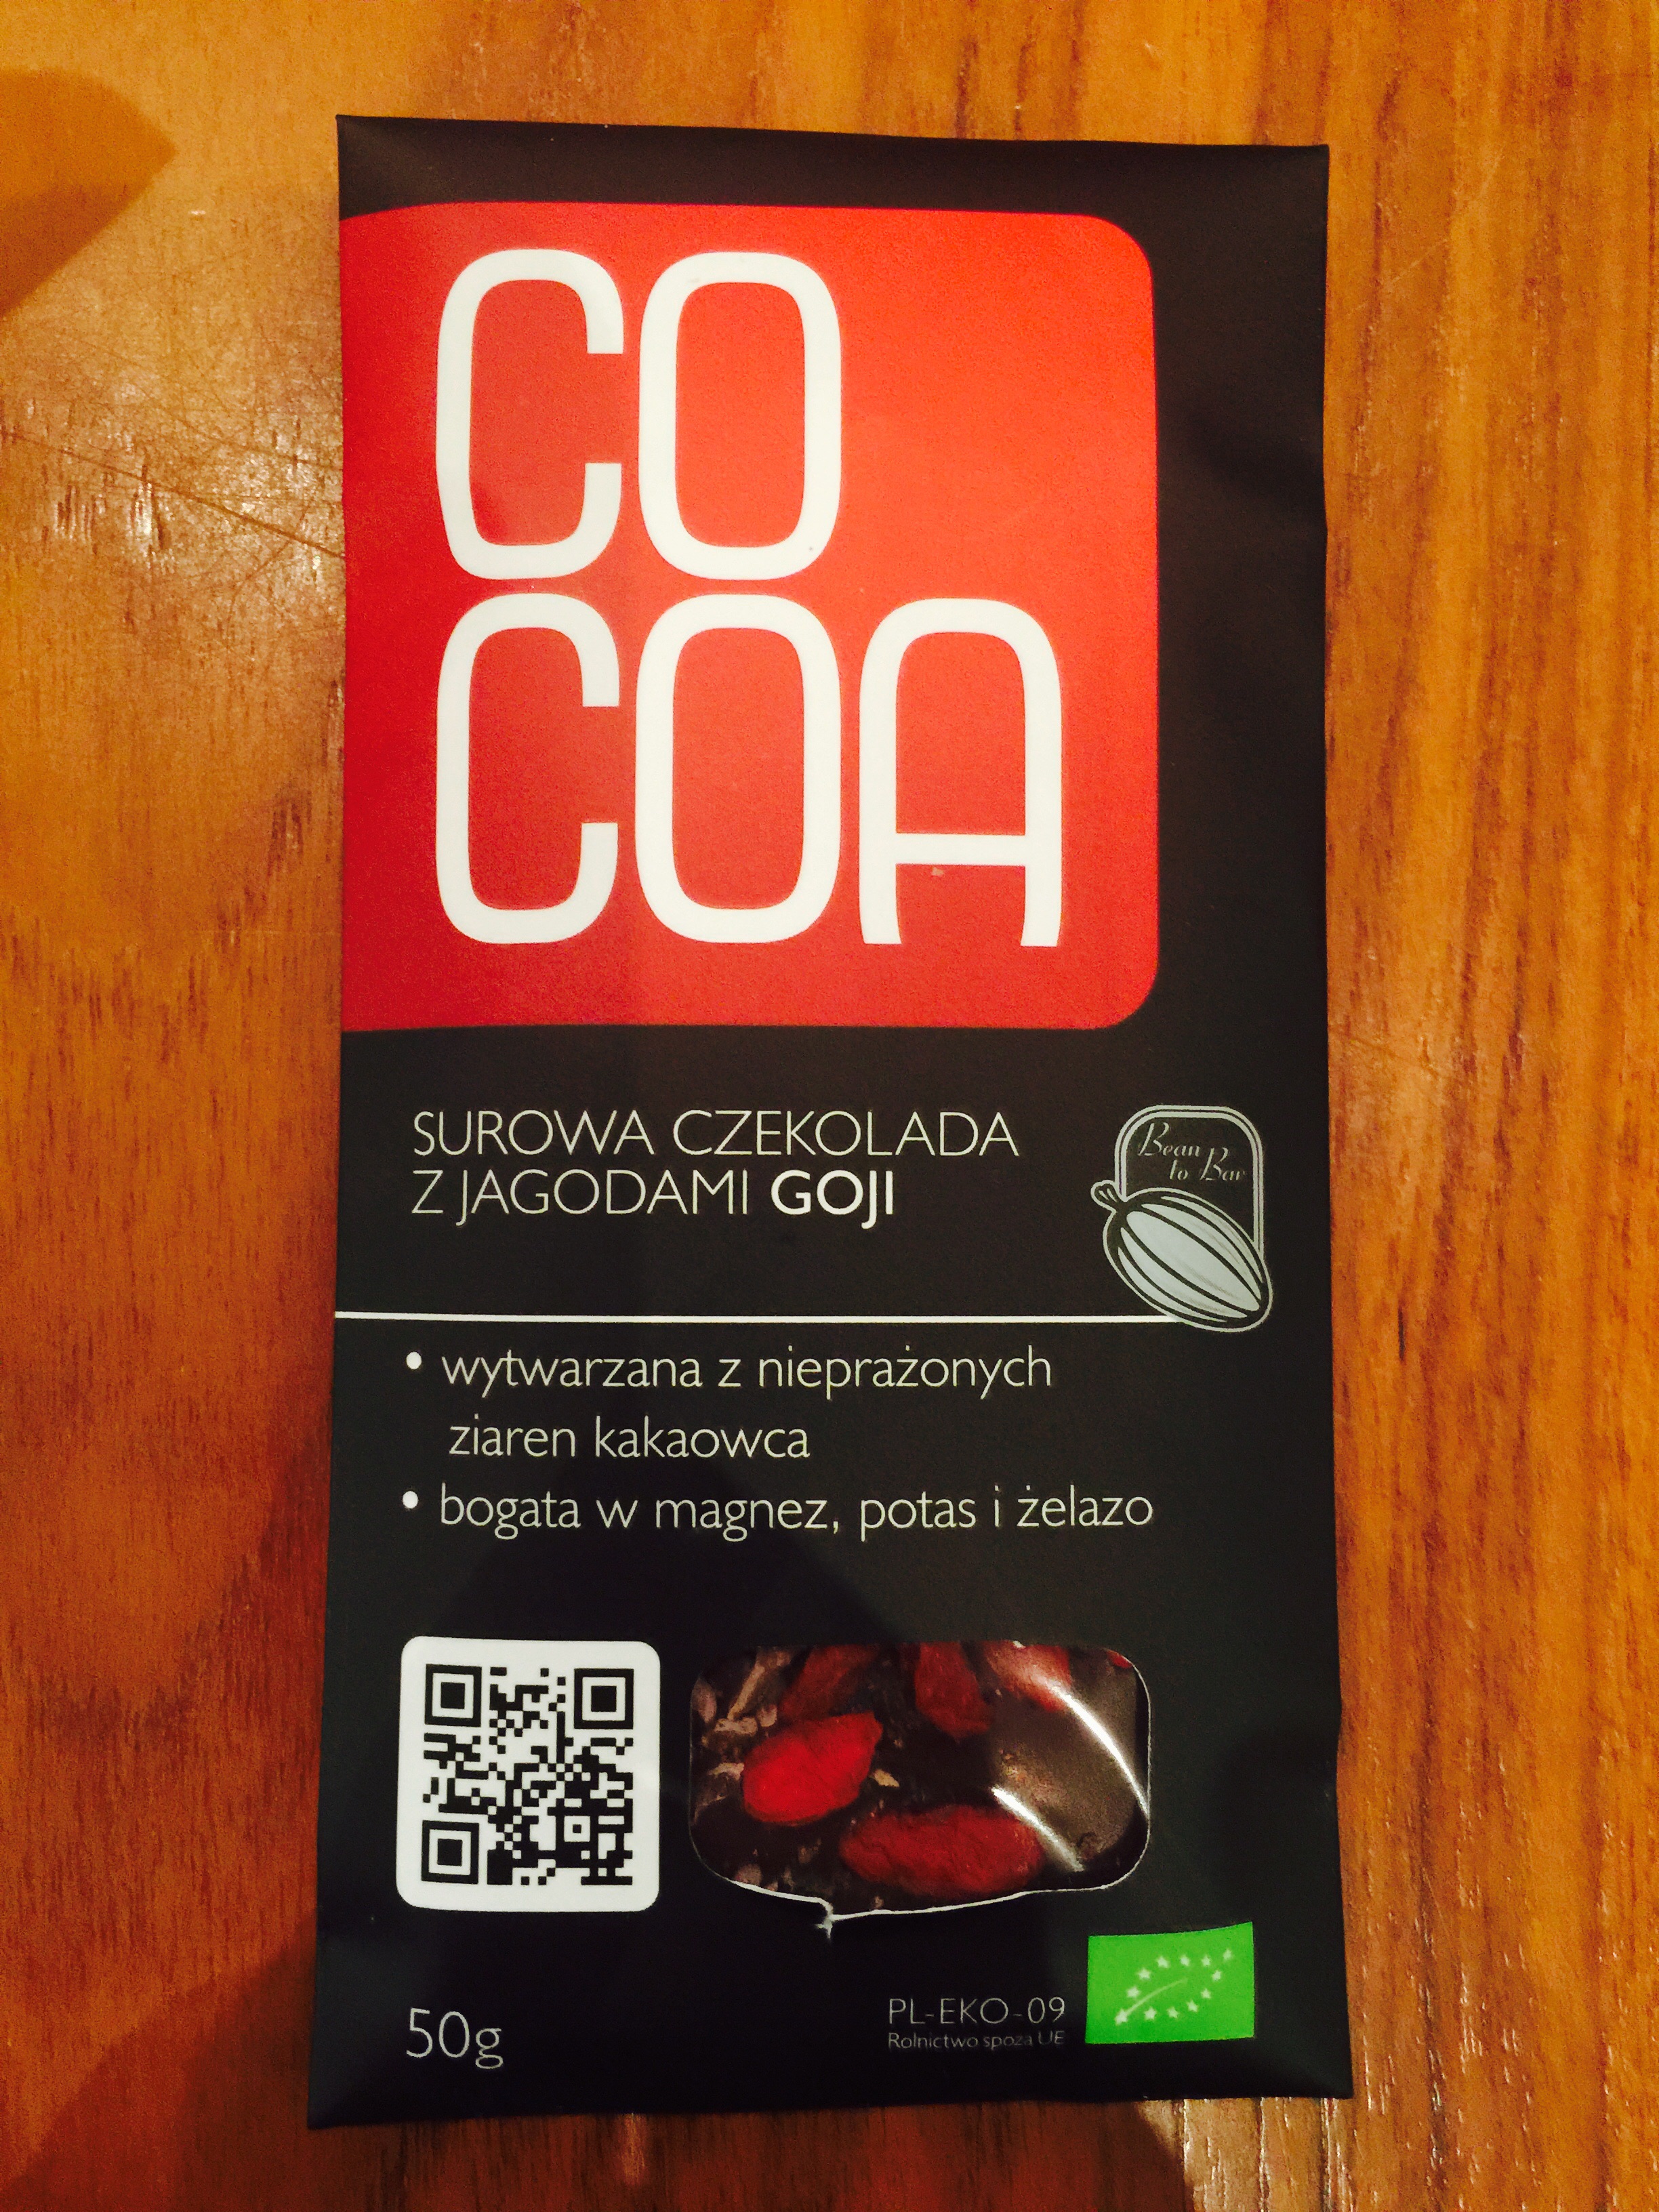 CO
COA
SUROWA CZEKOLADA
Z JAGODAMI GOJI
Bean
to Bar
• wytwarzana z nieprażonych
ziaren kakaowca
• bogata w magnez, potas i żelazo
50g
PL-EKO-09
Rolnictwo spoza UE